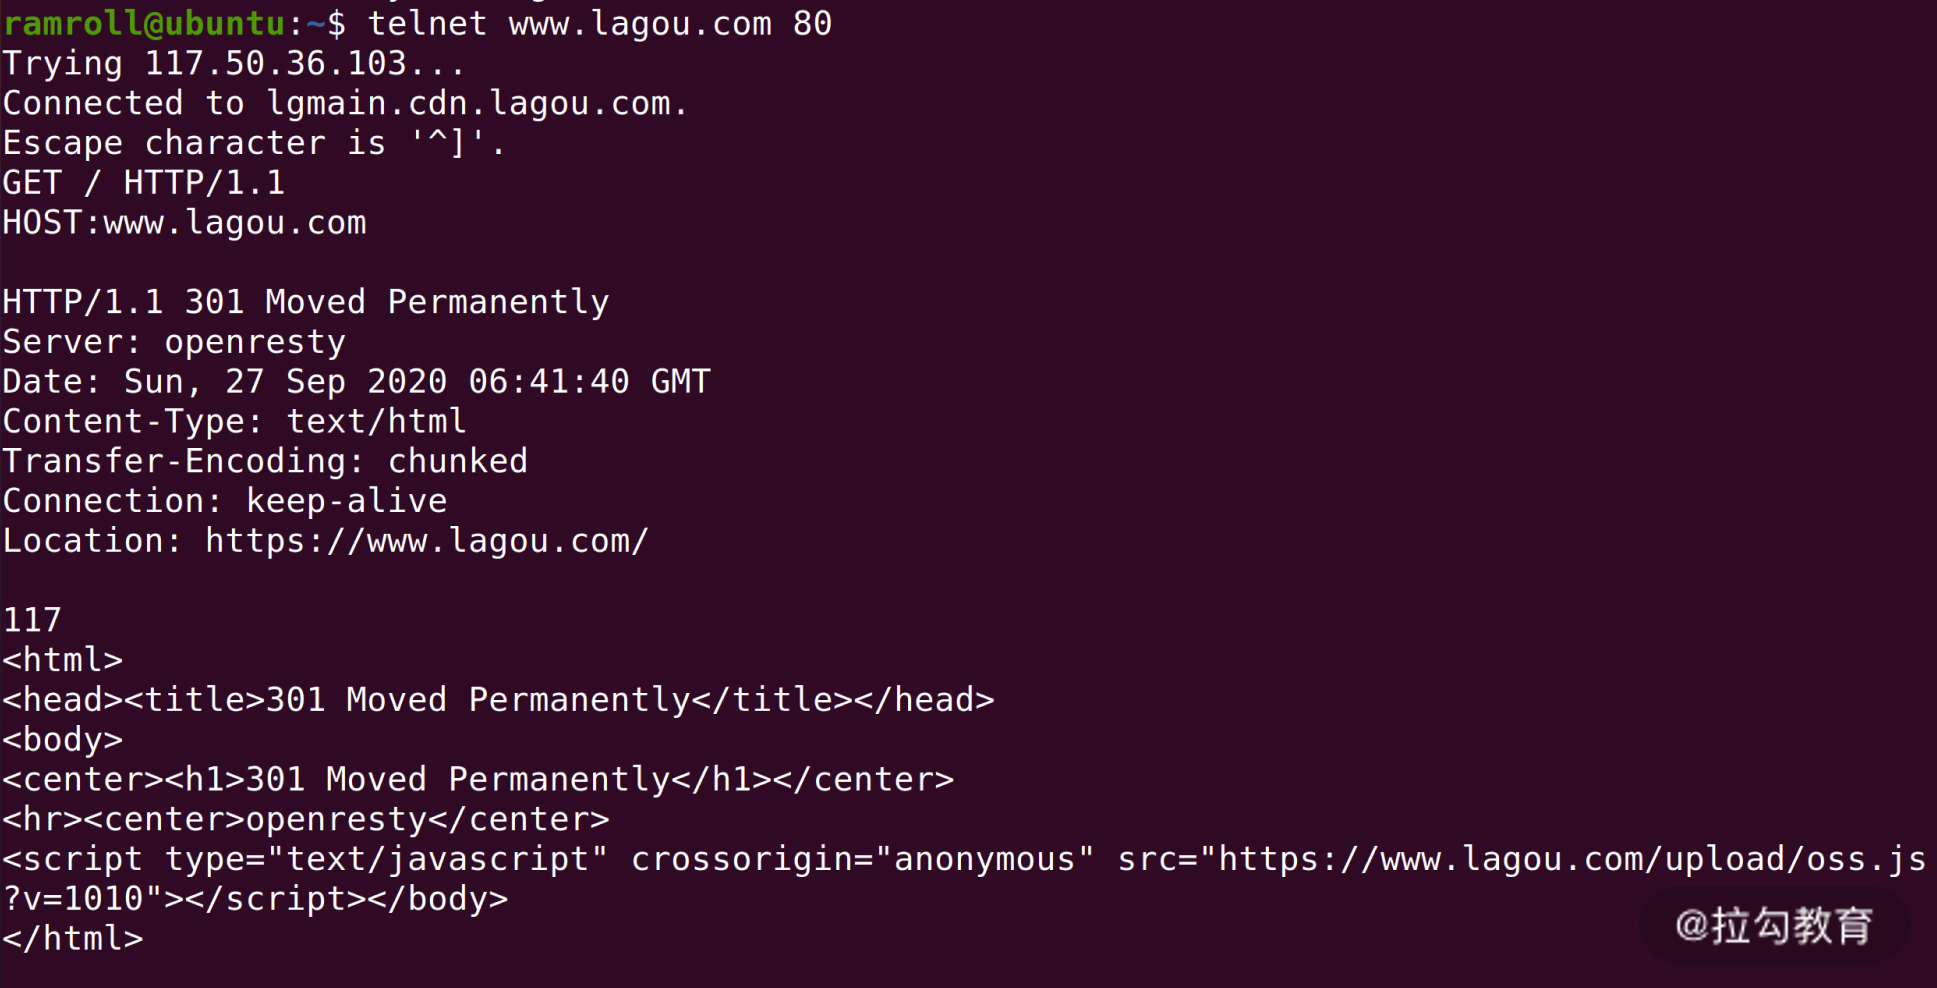 ramroll@ubuntu:~$ telnet www.lagou.com 80
Trying 117.50.36.103...
Connected to lgmain.cdn.lagou.com.
Escape character is '^]'.
GET / HTTP/1.1
HOST:www.lagou.com

HTTP/1.1 301 Moved Permanently
Server: openresty
Date: Sun, 27 Sep 2020 06:41:40 GMT
Content-Type: text/html
Transfer-Encoding: chunked
Connection: keep-alive
Location: https://www.lagou.com/

117
<html>
<head><title>301 Moved Permanently</title></head>
<body>
<center><h1>301 Moved Permanently</h1></center>
<hr><center>openresty</center>
<script type="text/javascript" crossorigin="anonymous" src="https://www.lagou.com/upload/oss.js
?v=1010"></script></body>
</html>
@拉勾教育